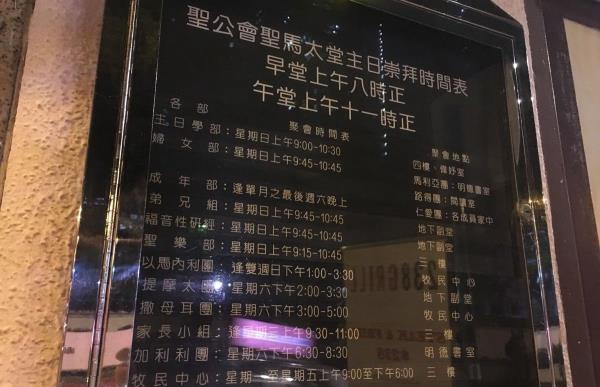 聖公會聖馬太堂主日崇拜時間表
早堂上午八時正
午堂上午十一時正
各部 聚會時間表 聚會地點
主日學部：星期日上午9:00-10:30 四樓、偉妤室
婦女部：星期日上午9:45-10:45 馬利亞團：明德書室
路得團：閱讀室
成年部：逢單月之最後週六晚上 仁愛團：各成員家中
弟兄組：星期日上午9:45-10:45 地下副堂
福音性研經：星期日上午9:45-10:45 地下副堂
聖樂部：星期日上午9:15-10:45 三樓
以馬內利團：逢雙週日下午1:00-3:30 牧民中心
提摩太團：星期六下午2:00-3:30 地下副堂
撒母耳團：星期六下午3:00-5:00 牧民中心
家長小組：逢星期三上午9:30-11:00 三樓
加利利團：星期六下午6:30-8:30 明德書室
牧民中心：星期一至星期五上午9:00至下午6:00 三樓